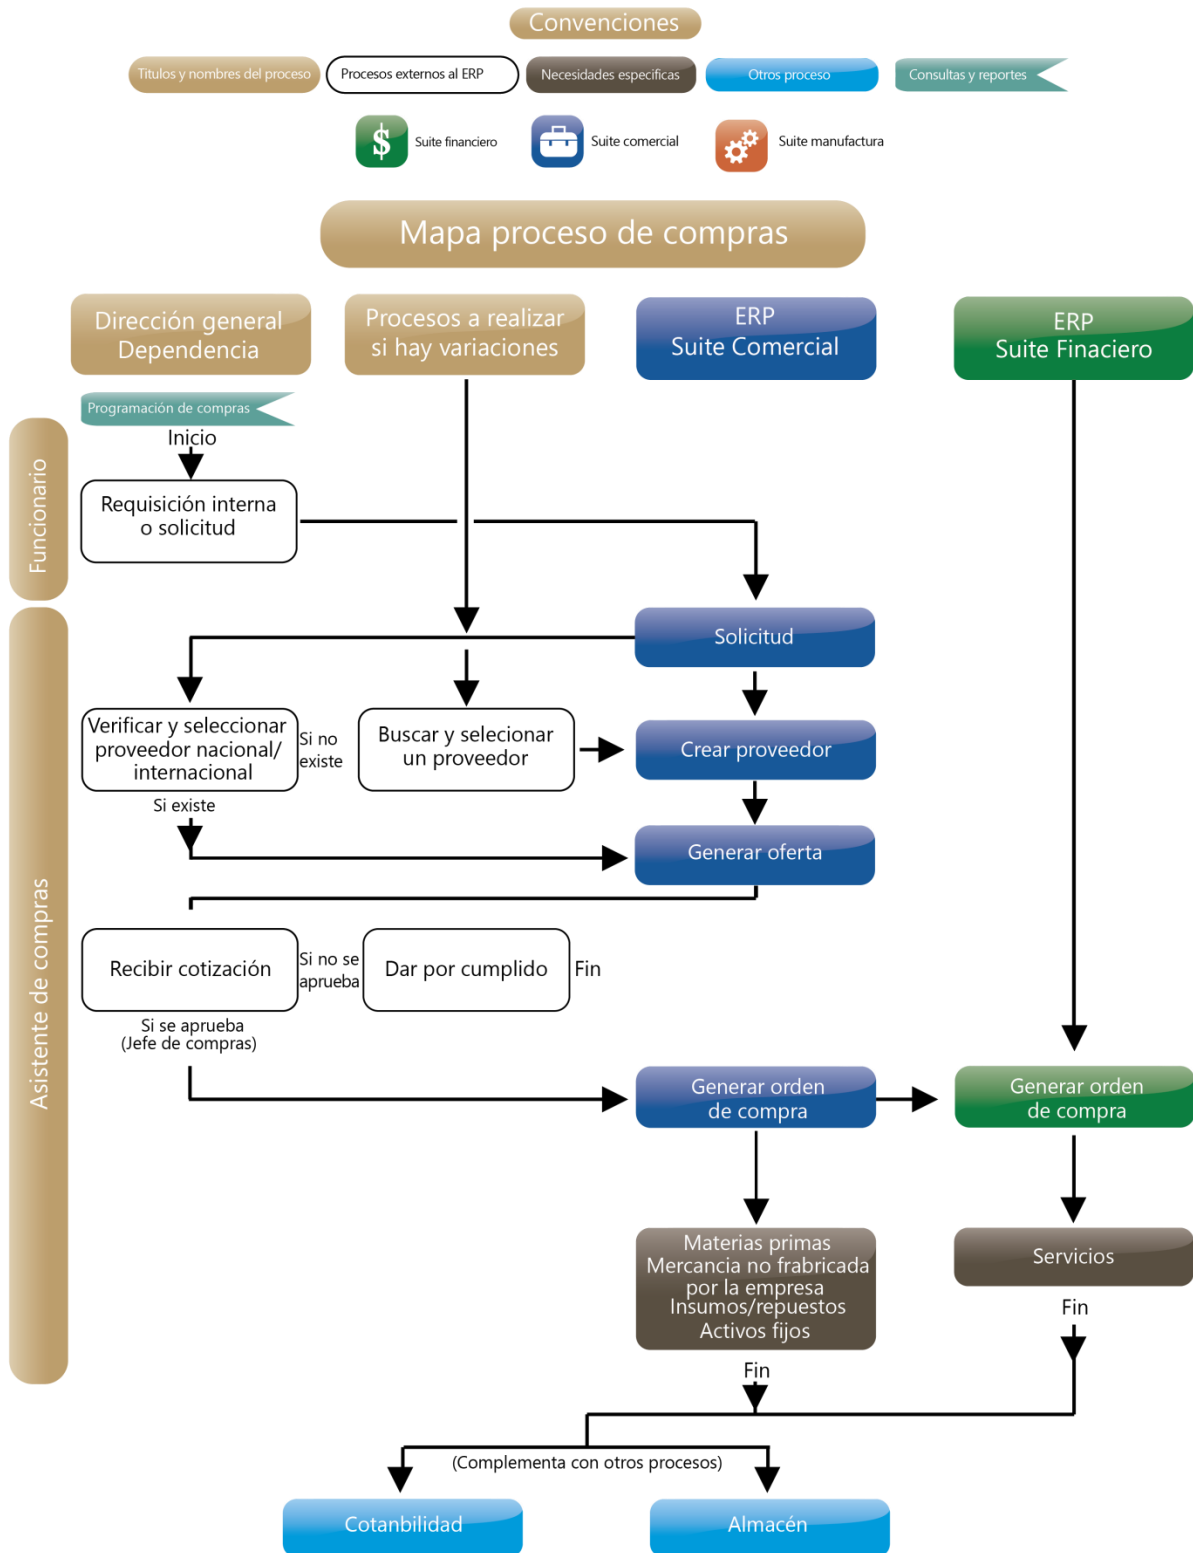 Convenciones
Titulos y nombres del proceso
Procesos externos al ERP
Necesidades especificas
Otros proceso
Consultas y reportes
$
Suite financiero
Suite comercial
Suite manufactura
Mapa proceso de compras
Dirección general
Dependencia
Procesos a realizar
si hay variaciones
ERP
Suite Comercial
ERP
Suite Finaciero
Programación de compras
Inicio
Funcionario
Requisición interna
o solicitud
Solicitud
Asistente de compras
Verificar y seleccionar
proveedor nacional/
internacional
Si no
existe
Buscar y selecionar
un proveedor
Crear proveedor
Si existe
Generar oferta
Recibir cotización
Si no se
aprueba
Dar por cumplido
Fin
Si se aprueba
(Jefe de compras)
Generar orden
de compra
Generar orden
de compra
Materias primas
Mercancia no frabricada
por la empresa
Insumos/repuestos
Activos fijos
Servicios
Fin
Fin
(Complementa con otros procesos)
Cotanbilidad
Almacén